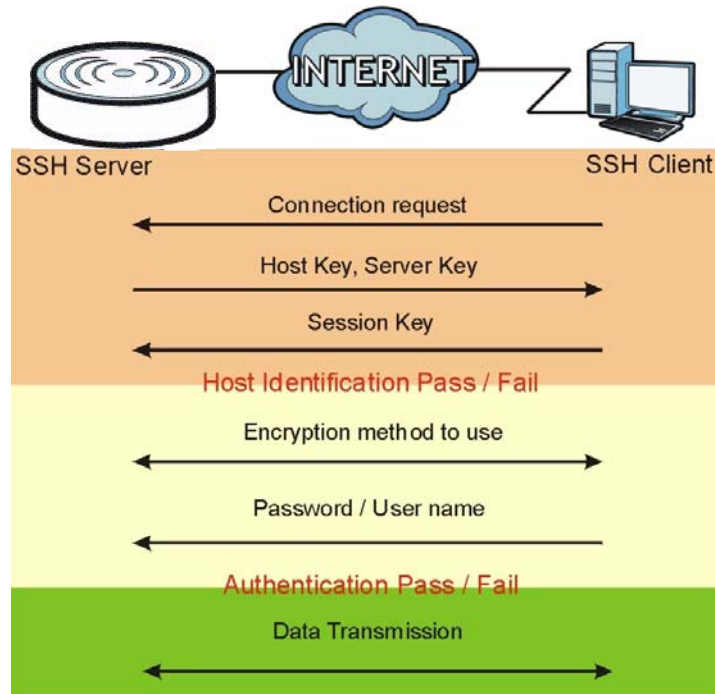 INTERNET
SSH Server
SSH Client
Connection request
Host Key, Server Key
Session Key
Host Identification Pass / Fail
Encryption method to use
Password / User name
Authentication Pass / Fail
Data Transmission